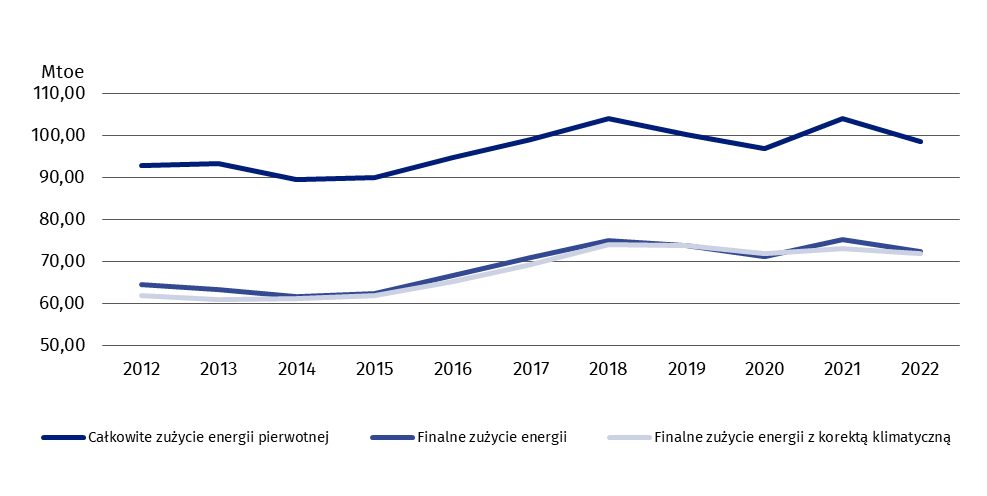 Mtoe
110,00
100,00
90,00
80,00
70,00
60,00
50,00
2012 2013 2014 2015 2016 2017 2018 2019 2020 2021 2022
Całkowite zużycie energii pierwotnej Finalne zużycie energii Finalne zużycie energii z korektą klimatyczną